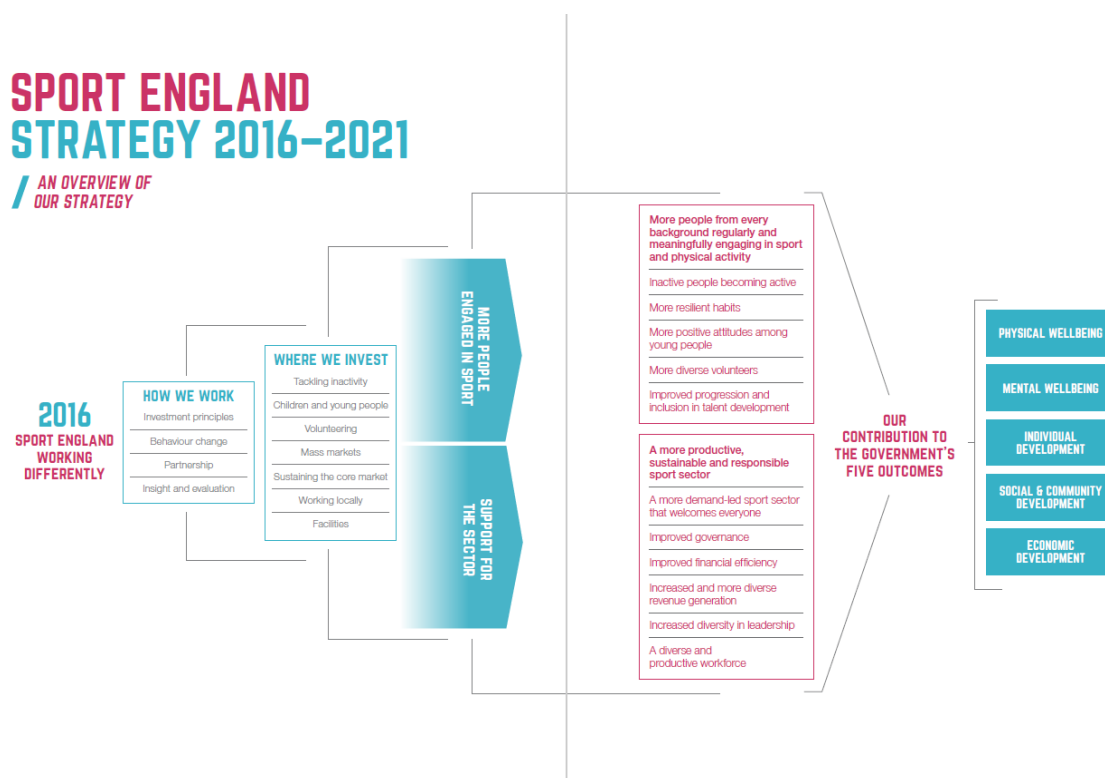 SPORT ENGLAND
STRATEGY 2016–2021
/ AN OVERVIEW OF
OUR STRATEGY
2016
SPORT ENGLAND
WORKING
DIFFERENTLY
HOW WE WORK
Investment principles
Behaviour change
Partnership
Insight and evaluation
WHERE WE INVEST
Tackling inactivity
Children and young people
Volunteering
Mass markets
Sustaining the core market
Working locally
Facilities
MORE PEOPLE
ENGAGED IN SPORT
SUPPORT FOR
THE SECTOR
More people from every
background regularly and
meaningfully engaging in sport
and physical activity
Inactive people becoming active
More resilient habits
More positive attitudes among
young people
More diverse volunteers
Improved progression and
inclusion in talent development
A more productive,
sustainable and responsible
sport sector
A more demand-led sport sector
that welcomes everyone
Improved governance
Improved financial efficiency
Increased and more diverse
revenue generation
Increased diversity in leadership
A diverse and
productive workforce
OUR
CONTRIBUTION TO
THE GOVERNMENT'S
FIVE OUTCOMES
PHYSICAL WELLBEING
MENTAL WELLBEING
INDIVIDUAL
DEVELOPMENT
SOCIAL & COMMUNITY
DEVELOPMENT
ECONOMIC
DEVELOPMENT